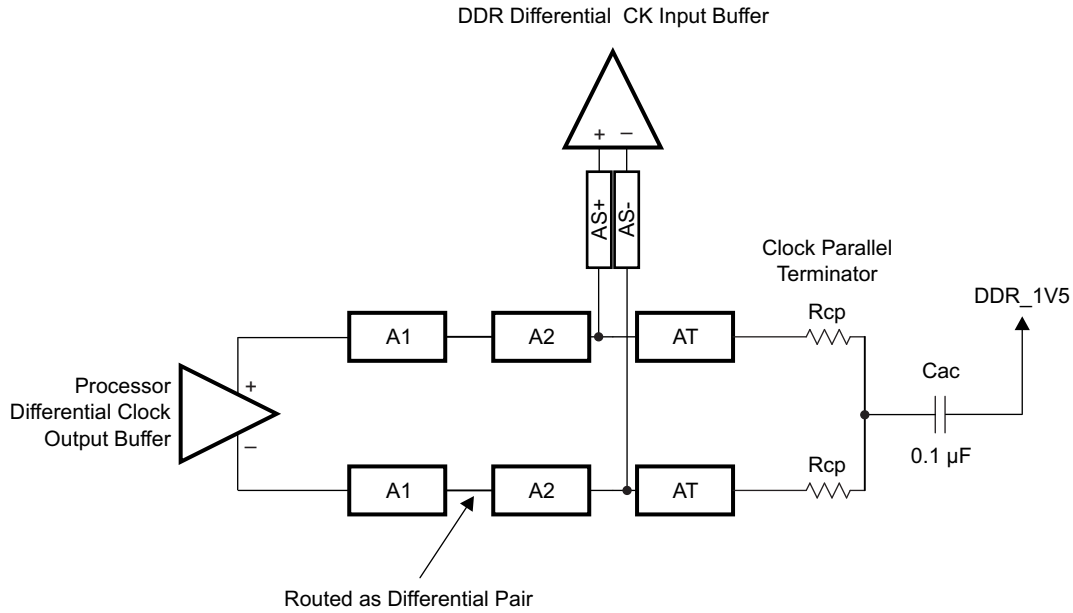 DDR Differential CK Input Buffer
+ −
AS+ AS-
Clock Parallel
Terminator
DDR_1V5
Rcp
A1 A2 AT
Cac
Processor
Differential Clock
Output Buffer
+
−
0.1 µF
Rcp
A1 A2 AT
Routed as Differential Pair